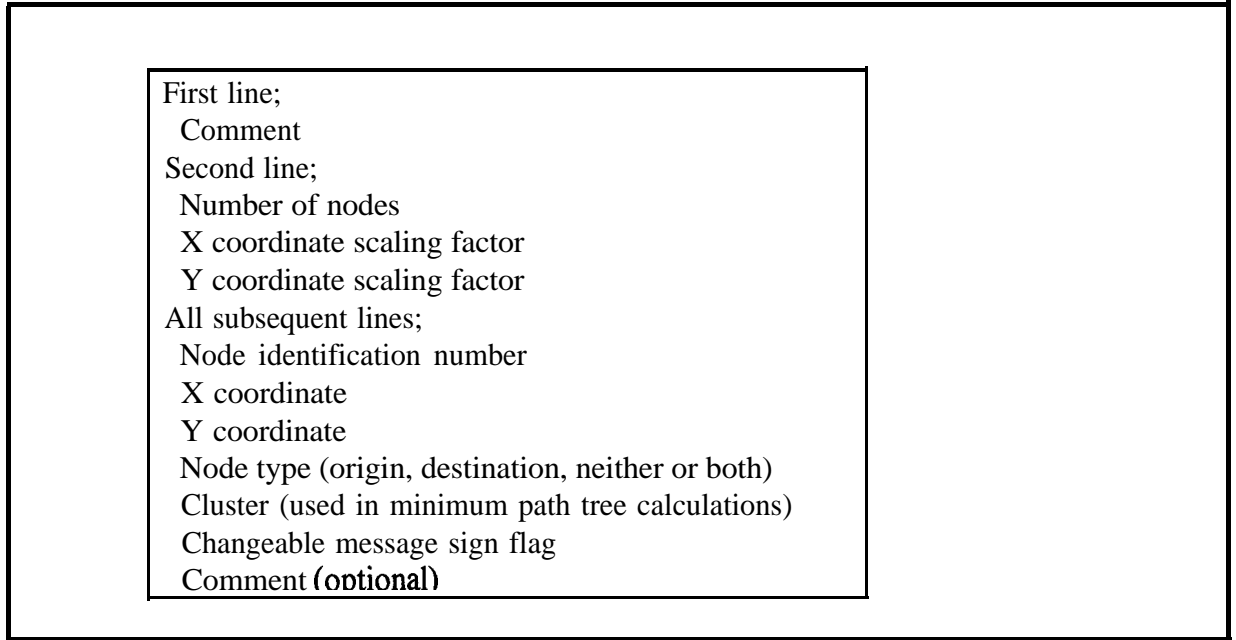 First line;
Comment
Second line;
Number of nodes
X coordinate scaling factor
Y coordinate scaling factor
All subsequent lines;
Node identification number
X coordinate
Y coordinate
Node type (origin, destination, neither or both)
Cluster (used in minimum path tree calculations)
Changeable message sign flag
Comment (optional)